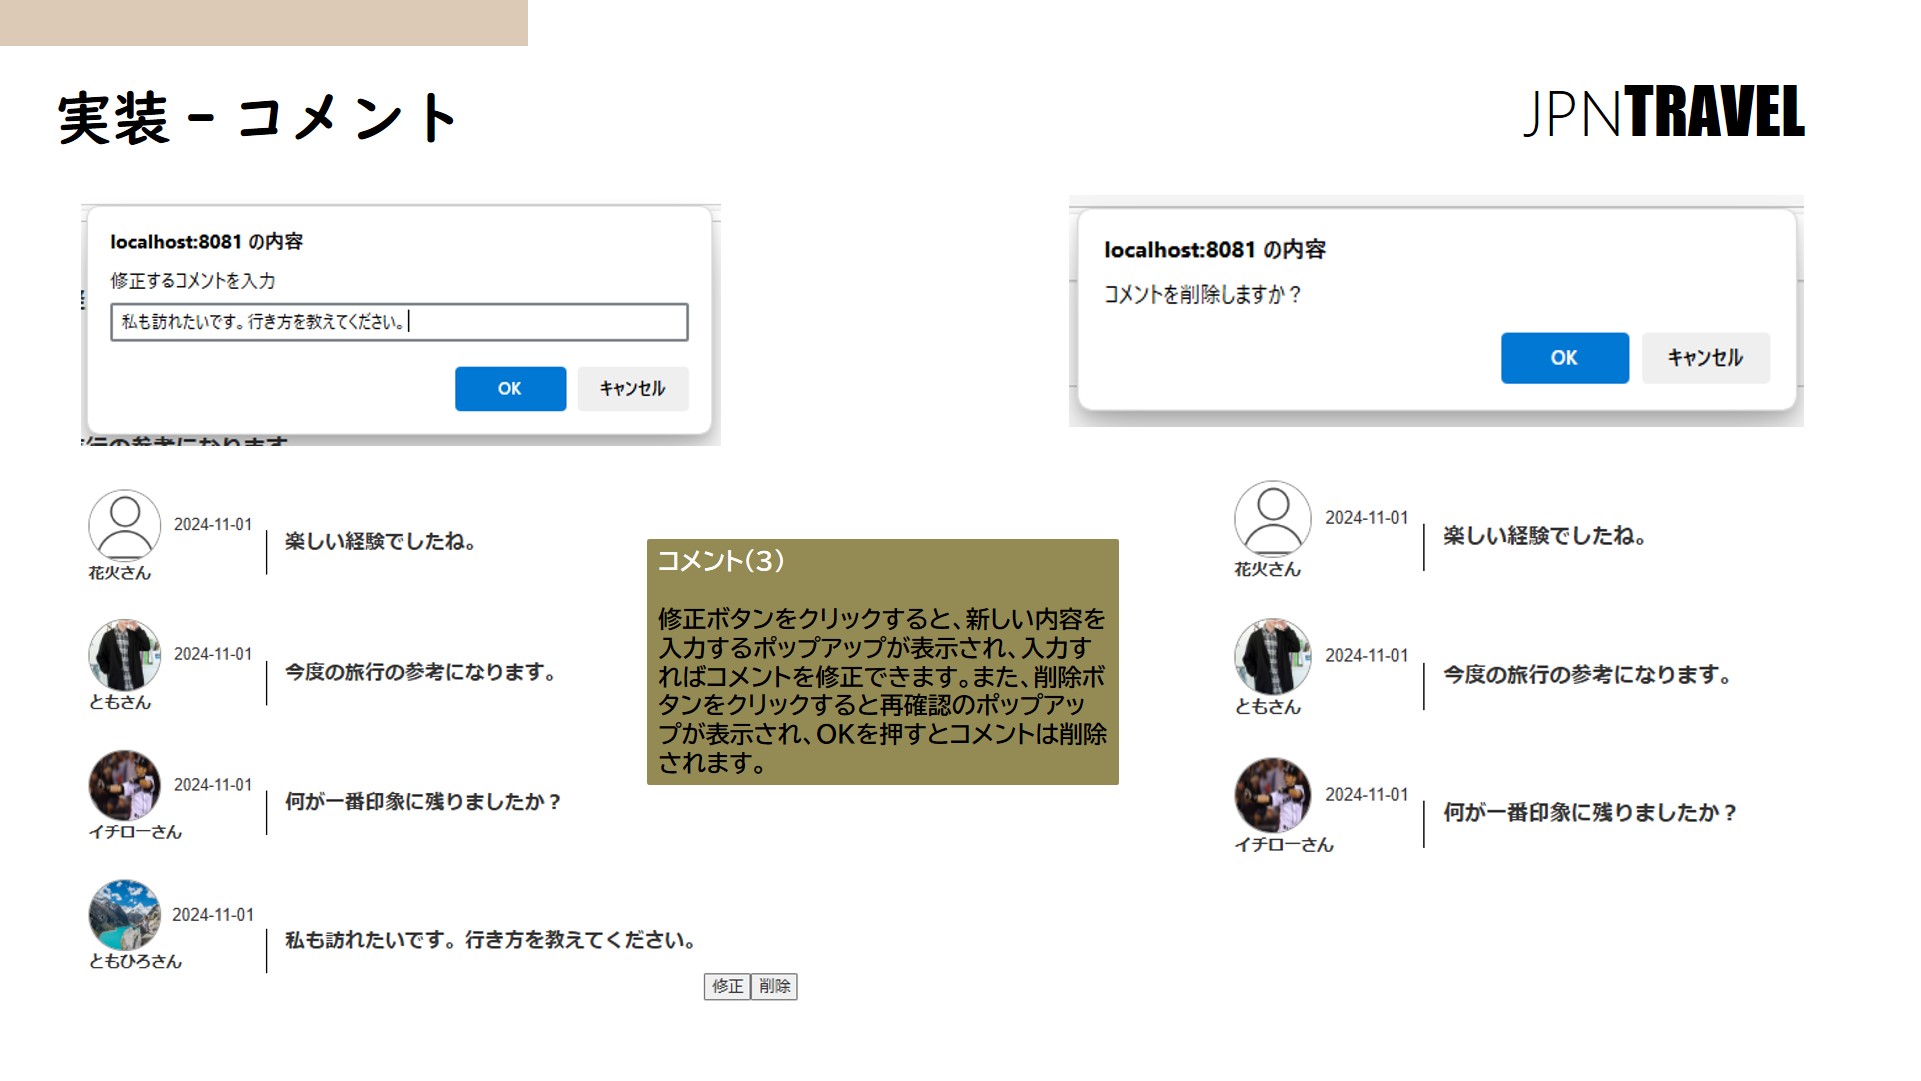 実装 – コメント
JPNTRAVEL
localhost:8081 の内容
修正するコメントを入力
私も訪れたいです。行き方を教えてください。
OK
キャンセル
行の参考になります
localhost:8081 の内容
コメントを削除しますか？
OK
キャンセル
2024-11-01
楽しい経験でしたね。
花火さん
2024-11-01
今度の旅行の参考になります。
ともさん
2024-11-01
何が一番印象に残りましたか？
イチローさん
2024-11-01
私も訪れたいです。行き方を教えてください。
ともひろさん
修正
削除
コメント(3)
修正ボタンをクリックすると、新しい内容を
入力するポップアップが表示され、入力す
ればコメントを修正できます。また、削除ボ
タンをクリックすると再確認のポップアッ
プが表示され、OKを押すとコメントは削除
されます。
2024-11-01
楽しい経験でしたね。
花火さん
2024-11-01
今度の旅行の参考になります。
ともさん
2024-11-01
何が一番印象に残りましたか？
イチローさん